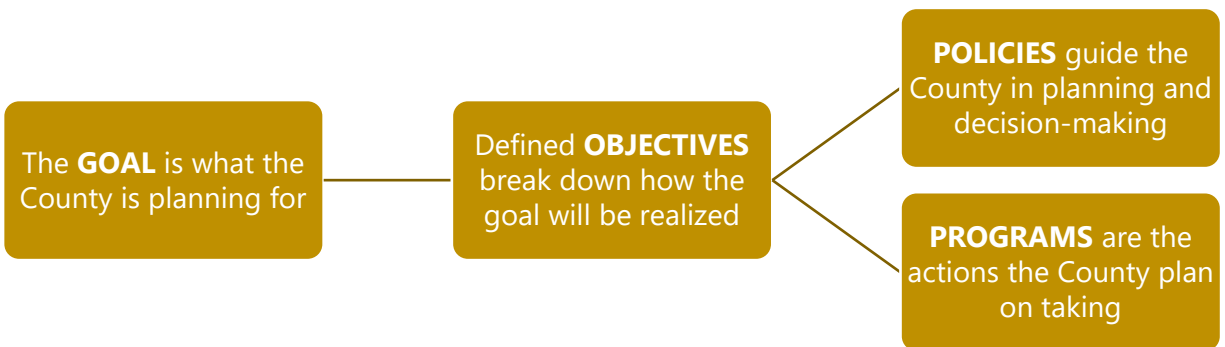 The GOAL is what the
County is planning for
Defined OBJECTIVES
break down how the
goal will be realized
POLICIES guide the
County in planning and
decision-making
PROGRAMS are the
actions the County plan
on taking